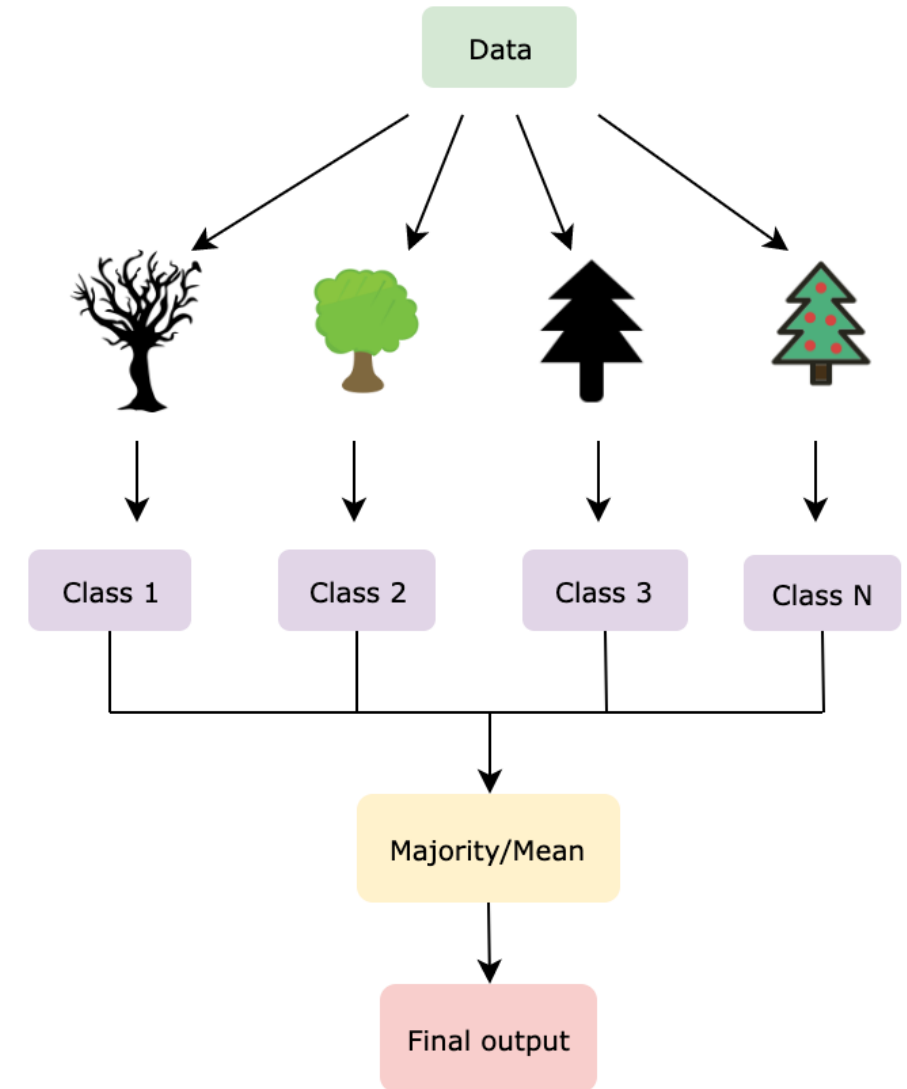 Data
Class 1
Class 2
Class 3
Class N
Majority/Mean
Final output